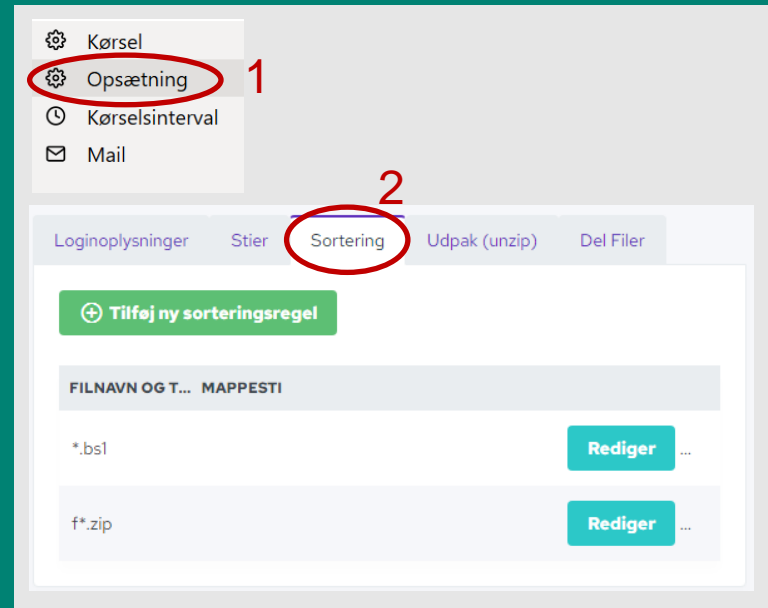 Kørsel
Opsætning 1
Kørselsinterval
Mail
2
Loginoplysninger Stier Sortering Udpak (unzip) Del Filer
Tilføj ny sorteringsregel
FILNAVN OG T... MAPPESTI
*.bs1 Rediger ...
f*.zip Rediger ...